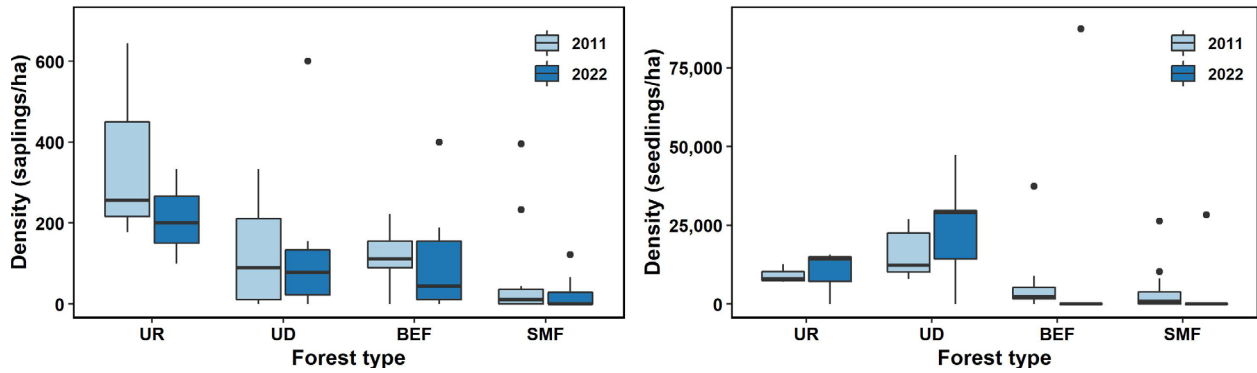 Density (saplings/ha)
600
400
200
0
2011
2022
UR UD BEF SMF
Forest type
Density (seedlings/ha)
75,000
50,000
25,000
0
2011
2022
UR UD BEF SMF
Forest type